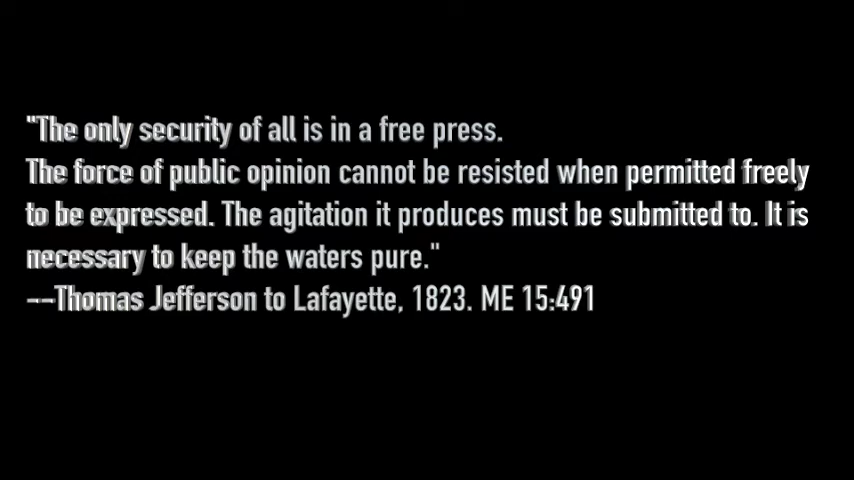 "The only security of all is in a free press.
The force of public opinion cannot be resisted when permitted freely
to be expressed. The agitation it produces must be submitted to. It is
necessary to keep the waters pure."
--Thomas Jefferson to Lafayette, 1823. ME 15:491